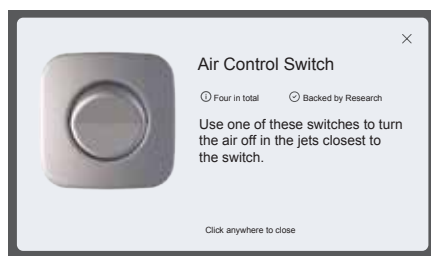 Air Control Switch
Four in total
Backed by Research
Use one of these switches to turn
the air off in the jets closest to
the switch.
Click anywhere to close